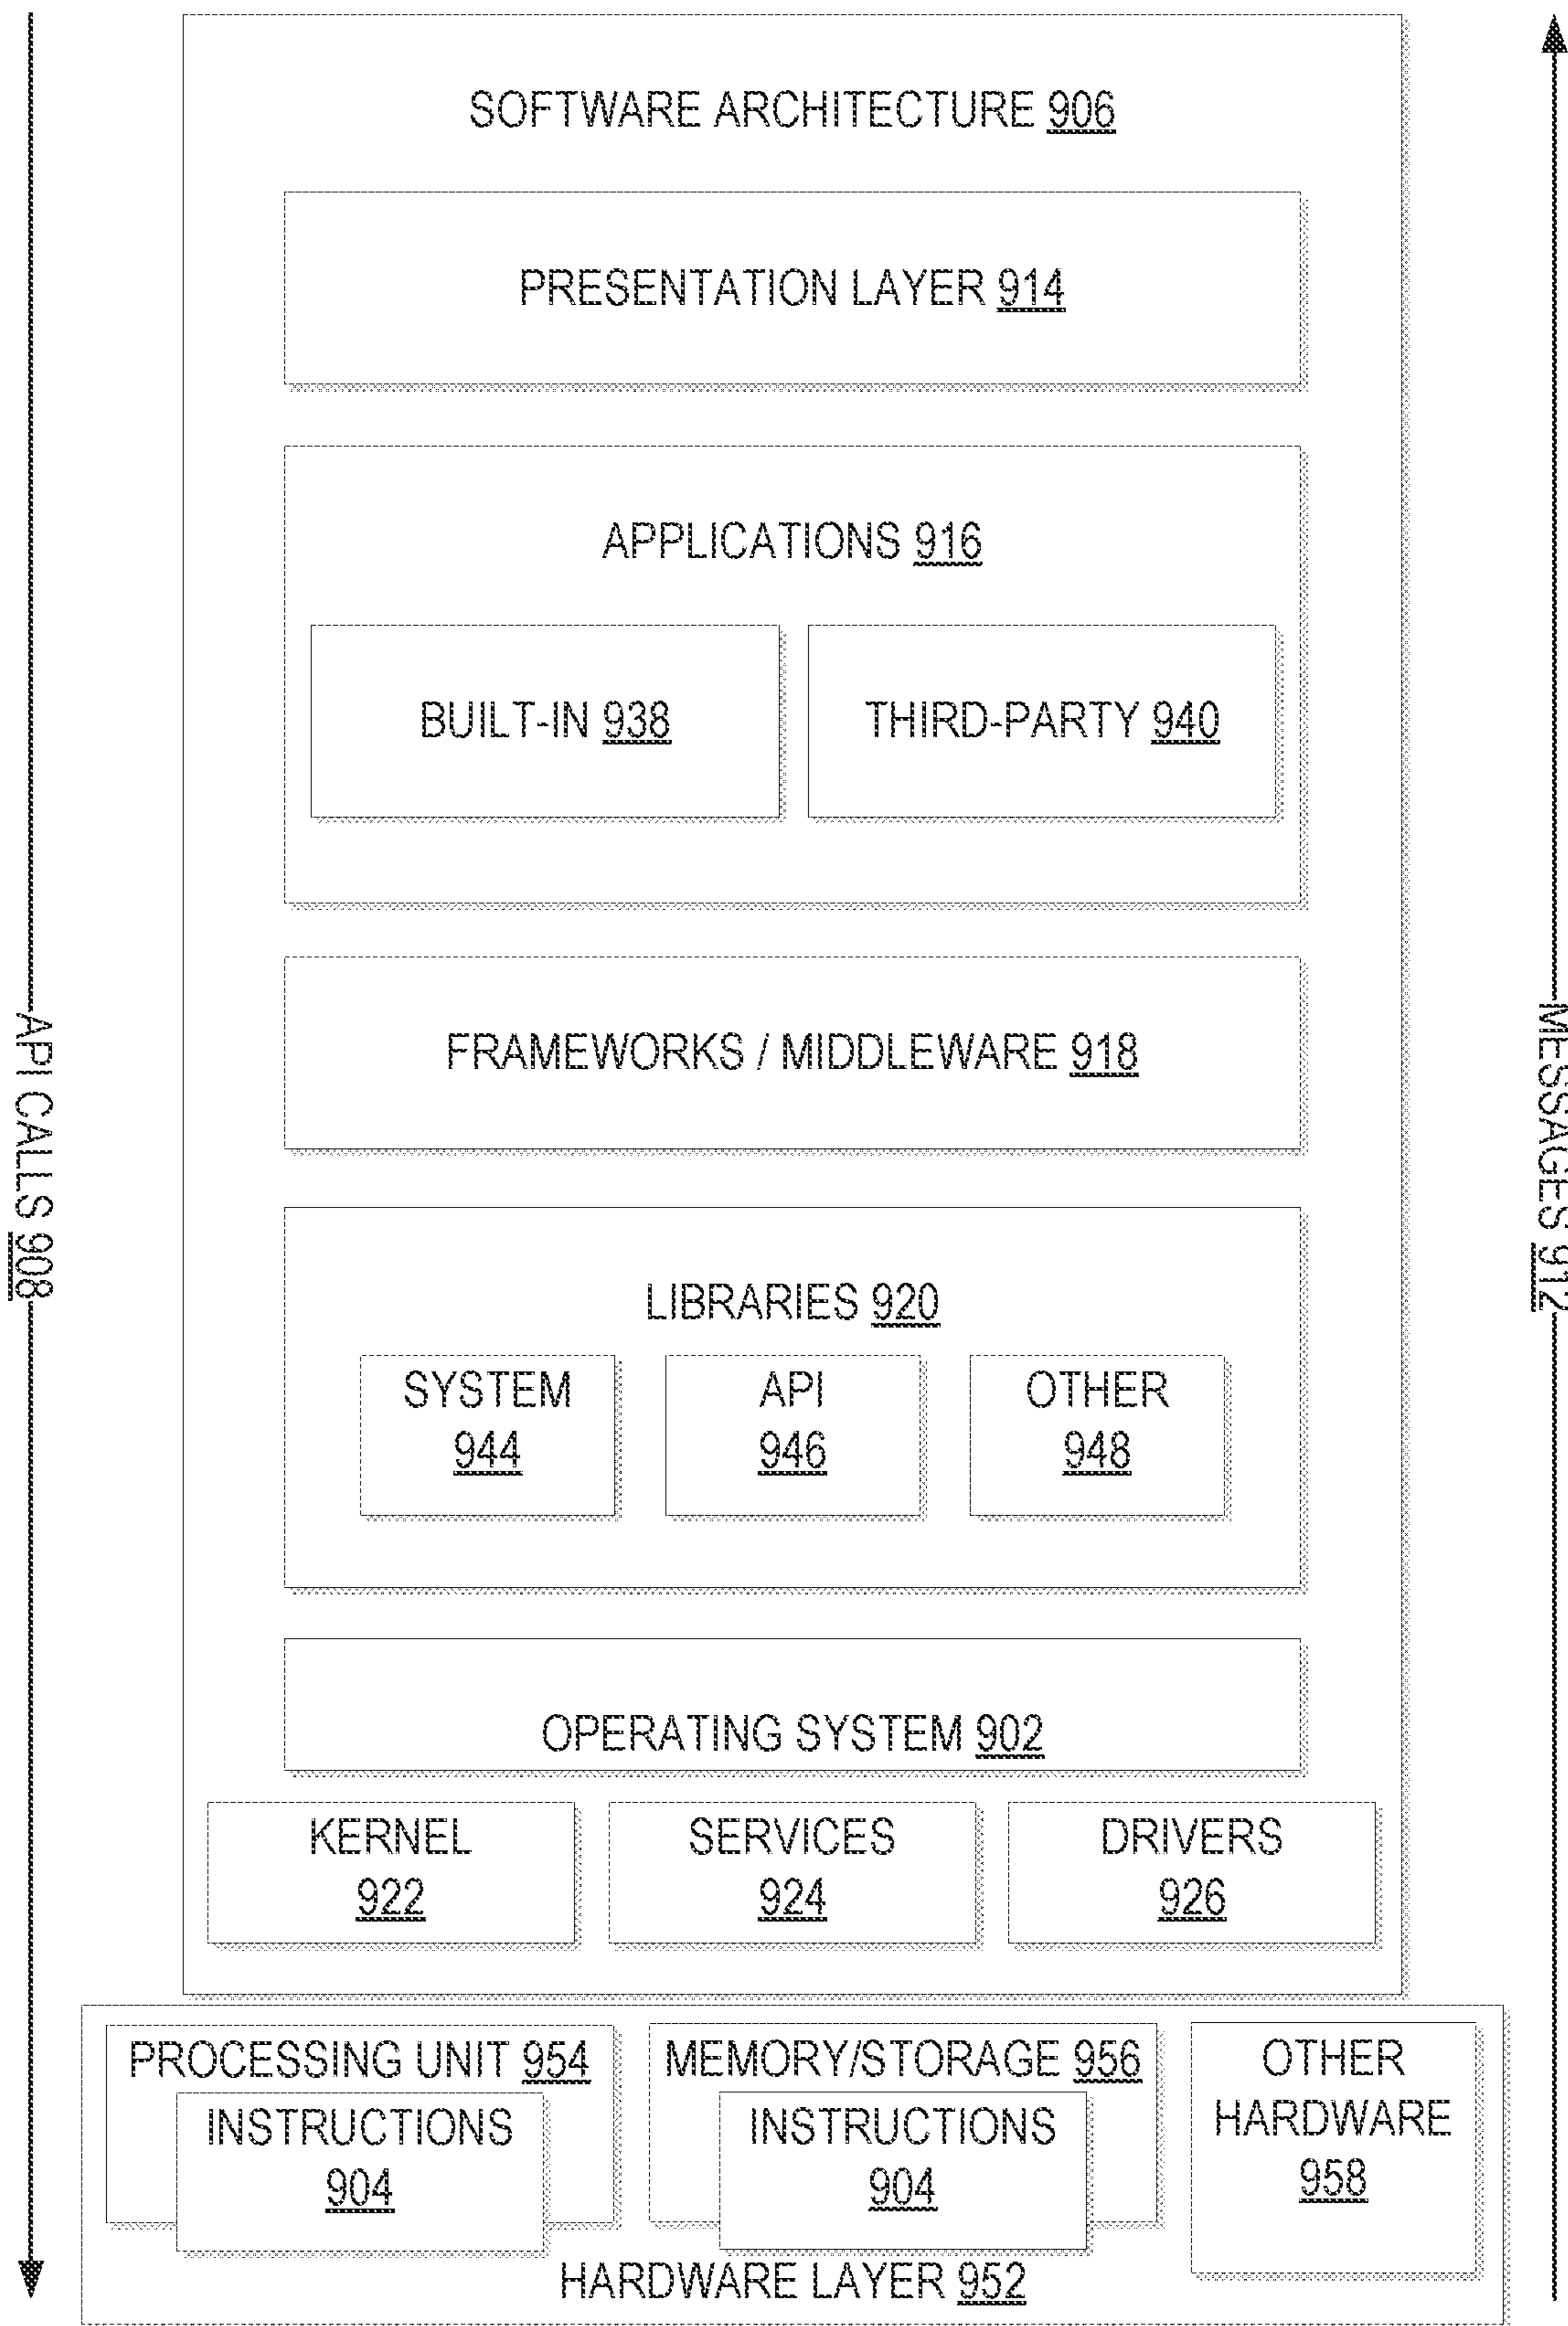 SOFTWARE ARCHITECTURE 906
PRESENTATION LAYER 914
APPLICATIONS 916
BUILT-IN 938
THIRD-PARTY 940
FRAMEWORKS / MIDDLEWARE 918
API CALLS 908
MESSAGES 912
LIBRARIES 920
SYSTEM
944
API
946
OTHER
948
OPERATING SYSTEM 902
KERNEL
922
SERVICES
924
DRIVERS
926
PROCESSING UNIT 954
INSTRUCTIONS
904
MEMORY/STORAGE 956
INSTRUCTIONS
904
OTHER
HARDWARE
958
HARDWARE LAYER 952